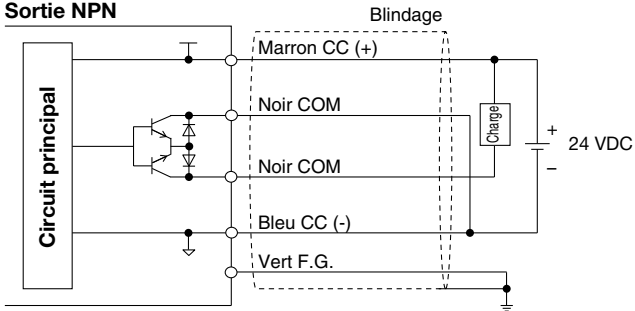 Sortie NPN
Blindage
Marron CC (+)
Noir COM
Charge
+
24 VDC
–
Circuit principal
Noir COM
Bleu CC (-)
Vert F.G.